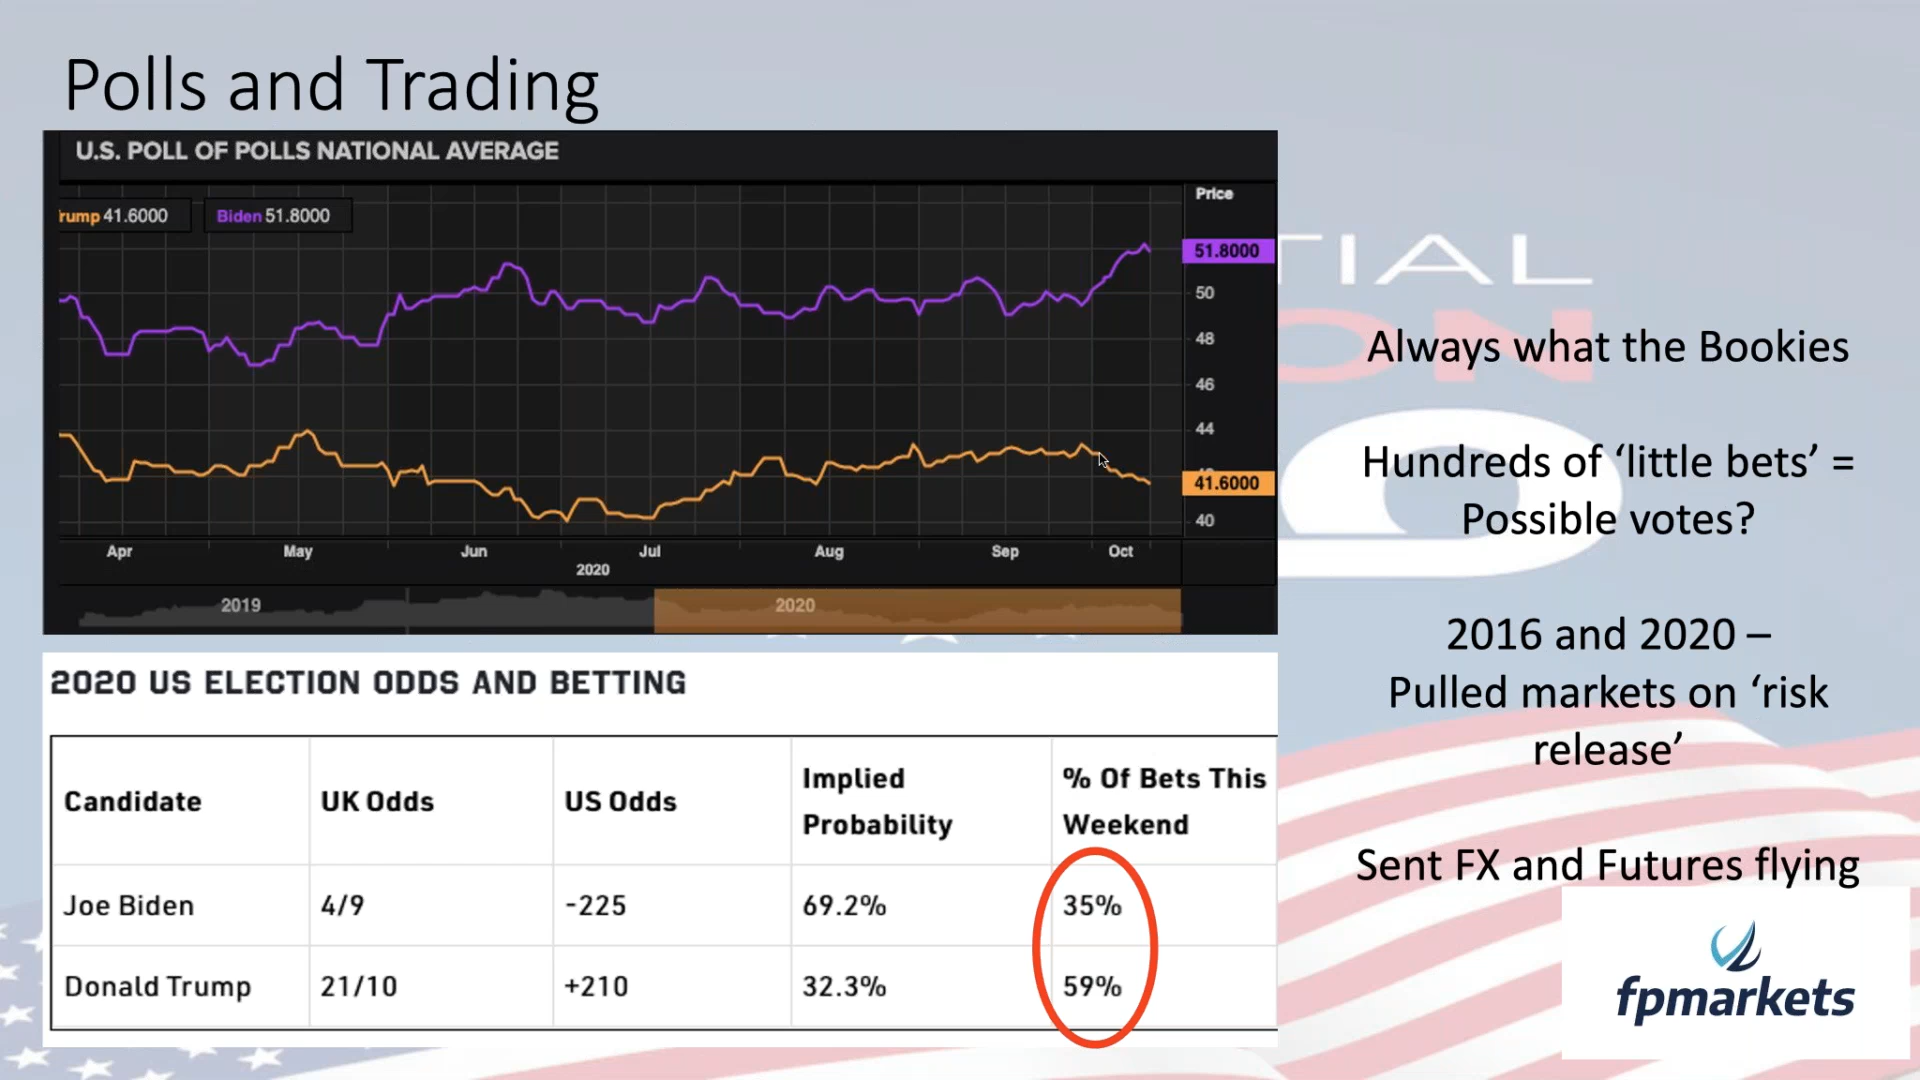 Polls and Trading
U.S. POLL OF POLLS NATIONAL AVERAGE
rump 41.6000
Biden 51.8000
Price
51.8000
50
48
46
44
41.6000
40
Apr May Jun Jul Aug Sep Oct
2020
2019 2020
2020 US ELECTION ODDS AND BETTING
Candidate UK Odds US Odds Implied Probability % Of Bets This Weekend
Joe Biden 4/9 -225 69.2% 35%
Donald Trump 21/10 +210 32.3% 59%
TIAL
ON
Always what the Bookies
Hundreds of ‘little bets’ =
Possible votes?
2016 and 2020 –
Pulled markets on ‘risk
release’
Sent FX and Futures flying
fpmarkets